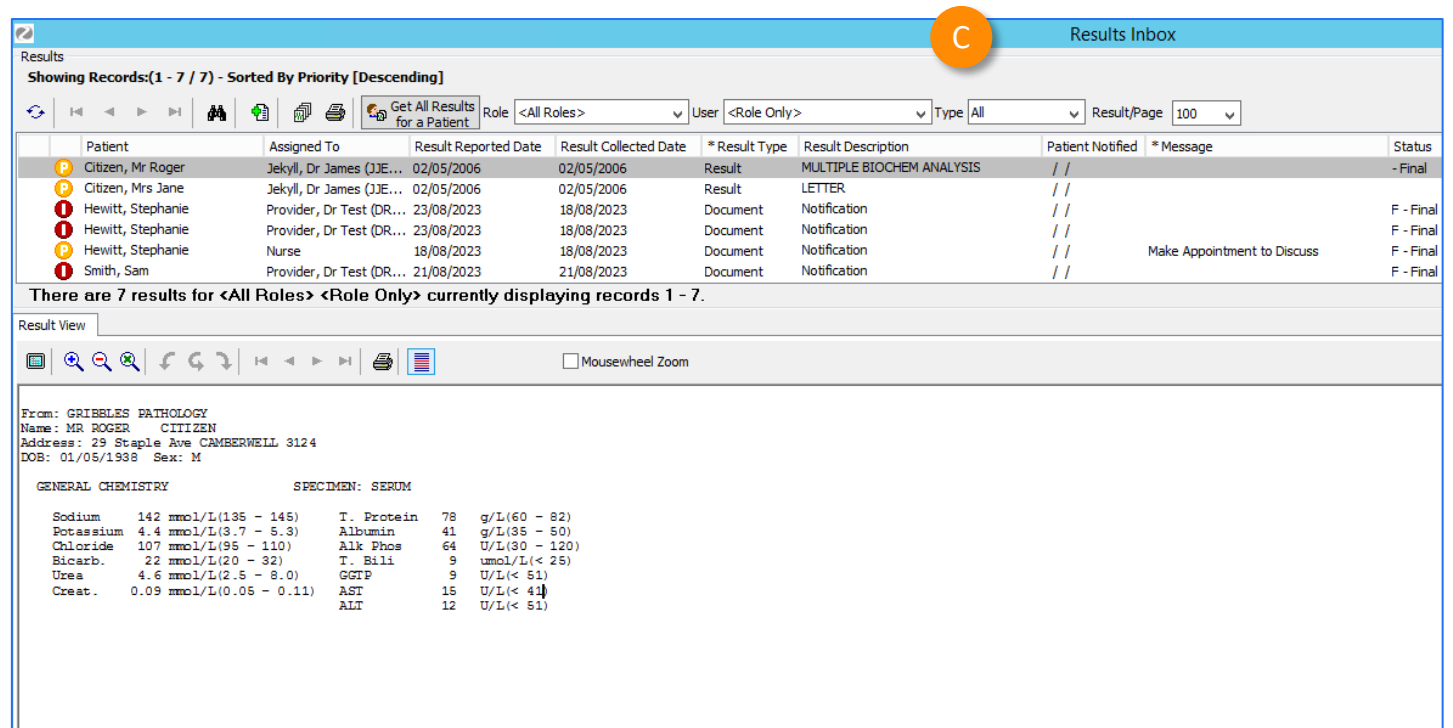 C
Results Inbox
Results
Showing Records:(1 - 7 / 7) - Sorted By Priority [Descending]
Get All Results for a Patient Role <All Roles> User <Role Only> Type All Result/Page 100
Patient Assigned To Result Reported Date Result Collected Date * Result Type Result Description Patient Notified * Message Status
P Citizen, Mr Roger Jekyll, Dr James (JJE... 02/05/2006 02/05/2006 Result MULTIPLE BIOCHEM ANALYSIS / / - Final
P Citizen, Mrs Jane Jekyll, Dr James (JJE... 02/05/2006 02/05/2006 Result LETTER / /
I Hewitt, Stephanie Provider, Dr Test (DR... 23/08/2023 18/08/2023 Document Notification / / F - Final
I Hewitt, Stephanie Provider, Dr Test (DR... 23/08/2023 18/08/2023 Document Notification / / F - Final
P Hewitt, Stephanie Nurse 18/08/2023 18/08/2023 Document Notification / / Make Appointment to Discuss F - Final
I Smith, Sam Provider, Dr Test (DR... 21/08/2023 21/08/2023 Document Notification / / F - Final
There are 7 results for <All Roles> <Role Only> currently displaying records 1 - 7.
Result View
Mousewheel Zoom
From: GRIBBLES PATHOLOGY
Name: MR ROGER CITIZEN
Address: 29 Staple Ave CAMBERWELL 3124
DOB: 01/05/1938 Sex: M
GENERAL CHEMISTRY SPECIMEN: SERUM
Sodium 142 mmol/L(135 - 145) T. Protein 78 g/L(60 - 82)
Potassium 4.4 mmol/L(3.7 - 5.3) Albumin 41 g/L(35 - 50)
Chloride 107 mmol/L(95 - 110) Alk Phos 64 U/L(30 - 120)
Bicarb. 22 mmol/L(20 - 32) T. Bili 9 umol/L(< 25)
Urea 4.6 mmol/L(2.5 - 8.0) GGTP 9 U/L(< 51)
Creat. 0.09 mmol/L(0.05 - 0.11) AST 15 U/L(< 41)
ALT 12 U/L(< 51)